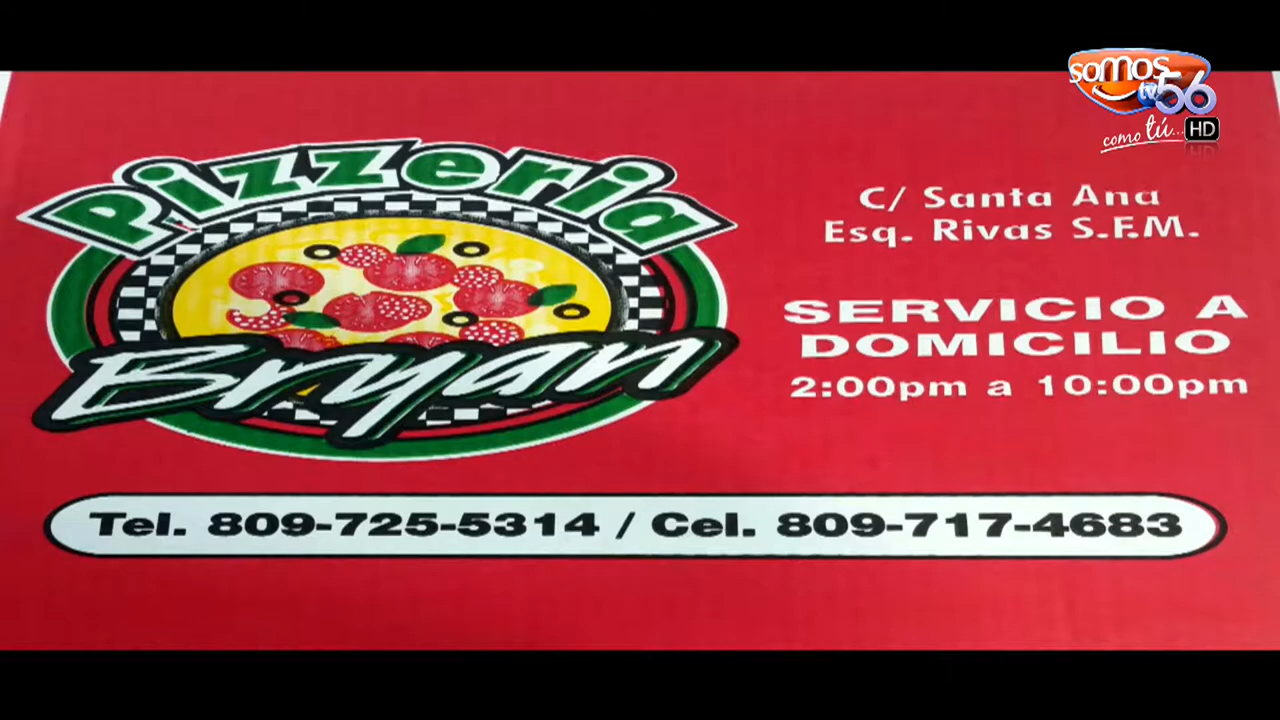 somos
tv 56
como tú... HD
Pizzeria
Bryan
C/ Santa Ana
Esq. Rivas S.F.M.
SERVICIO A
DOMICILIO
2:00pm a 10:00pm
Tel. 809-725-5314 / Cel. 809-717-4683